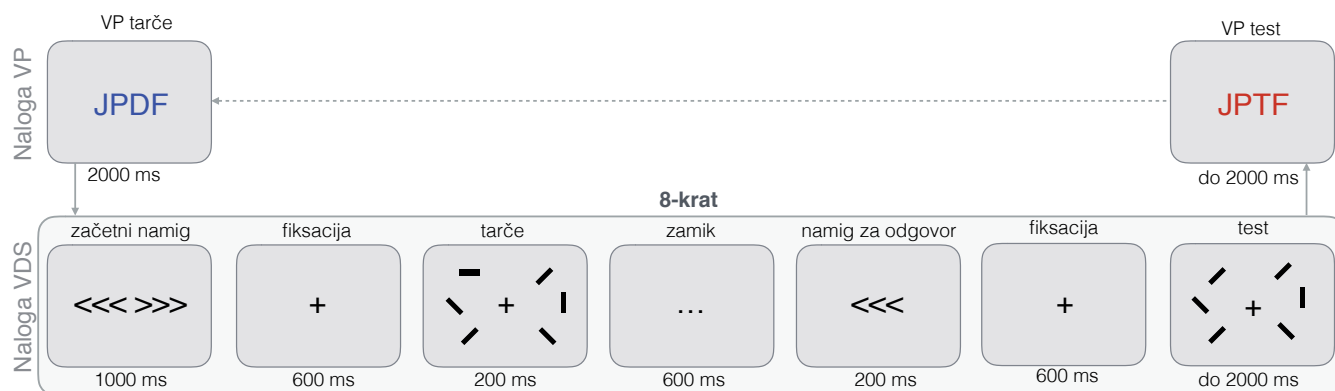 VP tarče
VP test
Naloga VP
JPDF
JPTF
2000 ms
do 2000 ms
8-krat
Naloga VDS
začetni namig
fiksacija
tarče
zamik
namig za odgovor
fiksacija
test
<<< >>>
+
+
...
<<<
+
+
1000 ms
600 ms
200 ms
600 ms
200 ms
600 ms
do 2000 ms